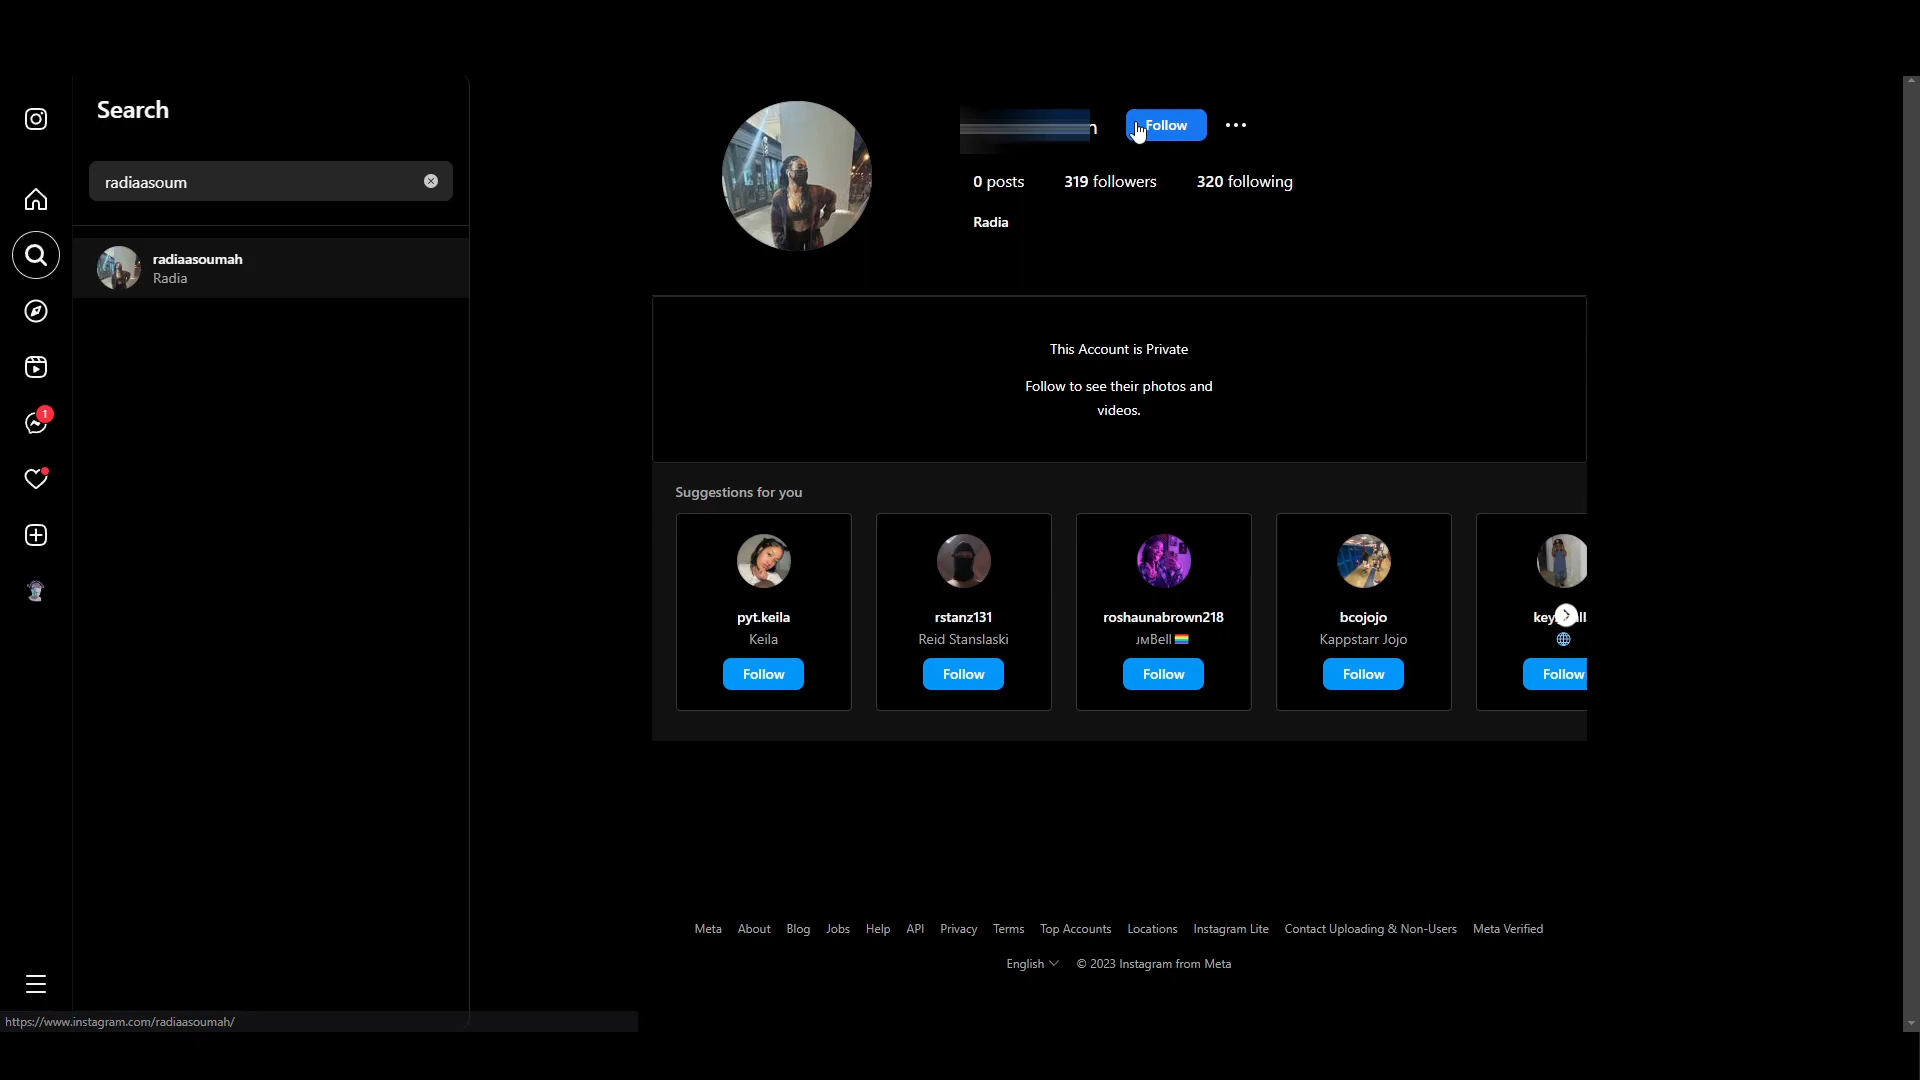 Search
radiaasoum
radiaasoumah
Radia
1
Follow
0 posts 319 followers 320 following
Radia
This Account is Private
Follow to see their photos and
videos.
Suggestions for you
pyt.keila
Keila
Follow
rstanz131
Reid Stanslaski
Follow
roshaunabrown218
ᴊᴍBell🏳️‍🌈
Follow
bcojojo
Kappstarr Jojo
Follow
Follow
Meta About Blog Jobs Help API Privacy Terms Top Accounts Locations Instagram Lite Contact Uploading & Non-Users Meta Verified
English © 2023 Instagram from Meta
https://www.instagram.com/radiaasoumah/